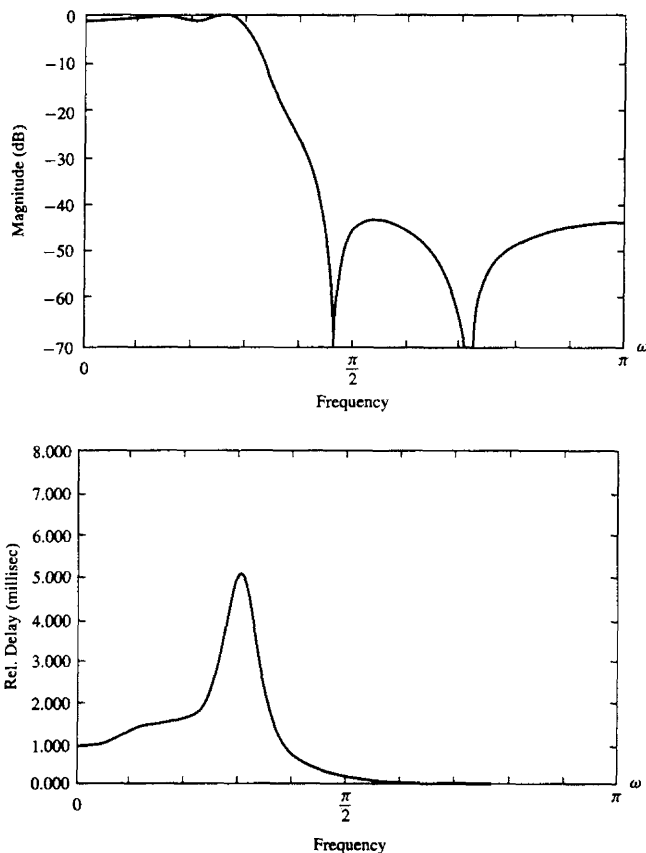 0
−10
−20
−30
−40
−50
−60
−70
Magnitude (dB)
0
π/2
π
ω
Frequency
8.000
7.000
6.000
5.000
4.000
3.000
2.000
1.000
0.000
Rel. Delay (millisec)
0
π/2
π
ω
Frequency